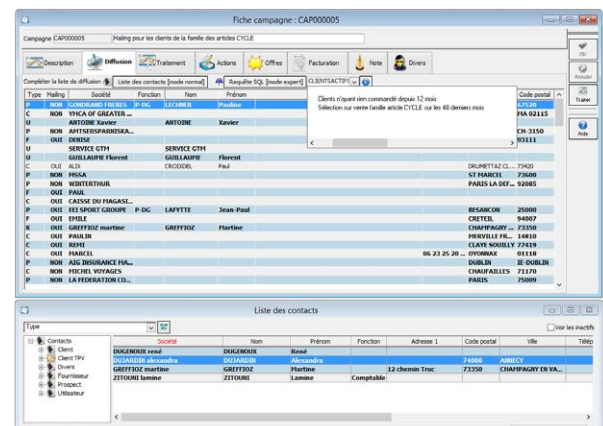 Fiche campagne : CAP000005
Campagne CAP000005 Mailing pour les clients de la famille des articles CYCLE
Description Diffusion Traitement Actions Offres Facturation Note Divers
OK
Annuler
Traiter
Aide
Compléter la liste de diffusion Liste des contacts [mode normal] Requête SQL [mode expert] CLIENTSACTIF
Clients n'ayant rien commandé depuis 12 mois
Sélection sur vente famille article CYCLE sur les 48 derniers mois
Type Mailing Société Fonction Nom Prénom Code postal
P NON GONDRAND FRERES P-DG LECHNER Pauline 67520
C NON YMCA OF GREATER ... MA 02115
U ANTOINE Xavier ANTOINE Xavier
P NON AMTSERSPARNISKA... CH-3150
F OUI DENISE 93111
U SERVICE GTM SERVICE GTM
U GUILLAUME Florent GUILLAUME Florent
C OUI ALIX CROIXDEL Paul DRUMETTAZ CL... 73420
P NON MSSA ST MARCEL 73600
P NON WINTERTHUR PARIS LA DEF... 92085
F OUI PAUL
C OUI CAISSE DU MAGASI...
P OUI EEI SPORT GROUPE P-DG LAFYTTE Jean-Paul BESANCON 25000
F OUI EMILE CRETEIL 94007
K OUI GREFFIOZ martine GREFFIOZ Martine CHAMPAGNY ... 73350
F OUI PAULIN MERVILLE FR... 14810
C OUI REMI CLAYE SOUILLY 77419
C OUI MARCEL 06 23 25 20 ... OYONNAX 01118
P NON AIG INSURANCE MA... DUBLIN IE-DUBLIN
C NON MICHEL VOYAGES CHAUFAILLES 71170
P NON LA FEDERATION CO... PARIS 75009
Liste des contacts
Type Voir les inactifs
Contacts
Client
Client TPV
Divers
Fournisseur
Prospect
Utilisateur
Société Nom Prénom Fonction Adresse 1 Code postal Ville Télép
DUGENOUX rené DUGENOUX René
DUJARDIN alexandra DUJARDIN Alexandra 74000 ANNECY
GREFFIOZ martine GREFFIOZ Martine 12 chemin Truc 73350 CHAMPAGNY EN VA...
ZITOUNI lamine ZITOUNI Lamine Comptable